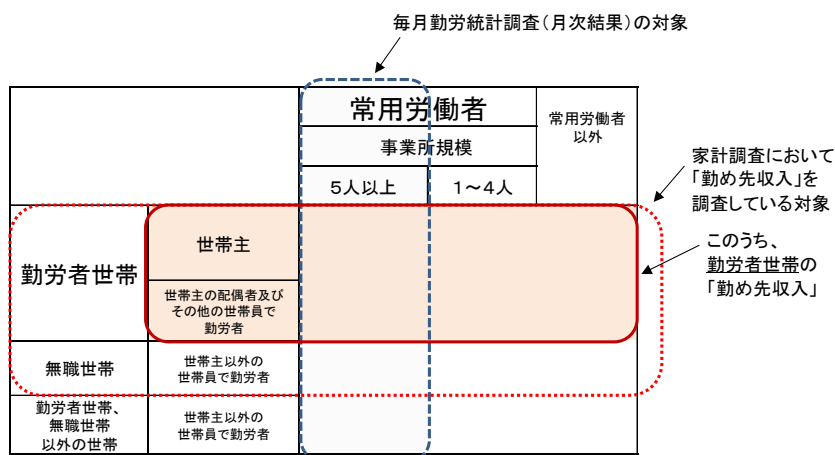 毎月勤労統計調査(月次結果)の対象
常用労働者
常用労働者
以外
事業所規模
5人以上
1~4人
家計調査において
「勤め先収入」を
調査している対象
このうち、
勤労者世帯の
「勤め先収入」
勤労者世帯
世帯主
世帯主の配偶者及び
その他の世帯員で
勤労者
無職世帯
世帯主以外の
世帯員で勤労者
勤労者世帯、
無職世帯
以外の世帯
世帯主以外の
世帯員で勤労者